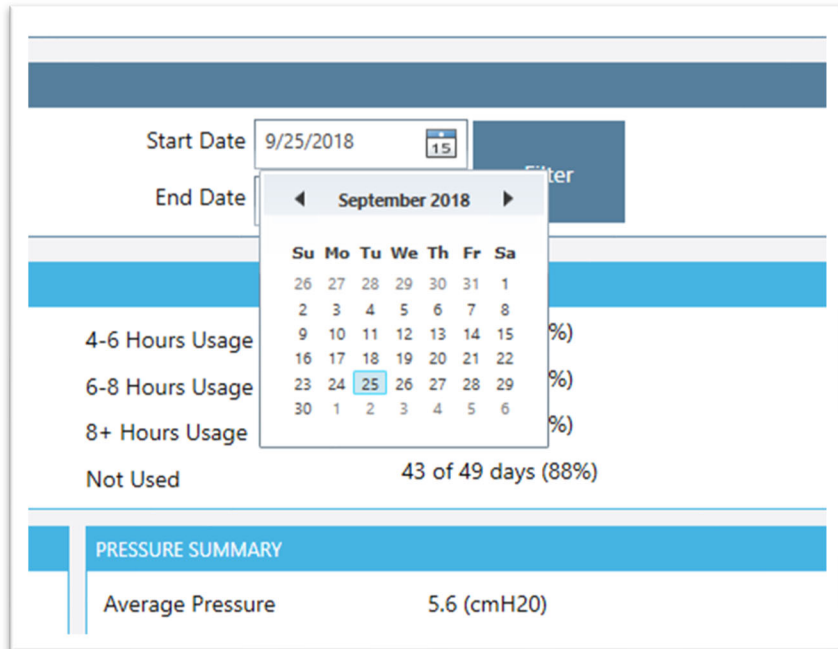 Start Date 9/25/2018 15
Filter
End Date
September 2018
Su Mo Tu We Th Fr Sa
26 27 28 29 30 31 1
2 3 4 5 6 7 8
9 10 11 12 13 14 15
16 17 18 19 20 21 22
23 24 25 26 27 28 29
30 1 2 3 4 5 6
4-6 Hours Usage %)
6-8 Hours Usage %)
8+ Hours Usage %)
Not Used 43 of 49 days (88%)
PRESSURE SUMMARY
Average Pressure 5.6 (cmH20)